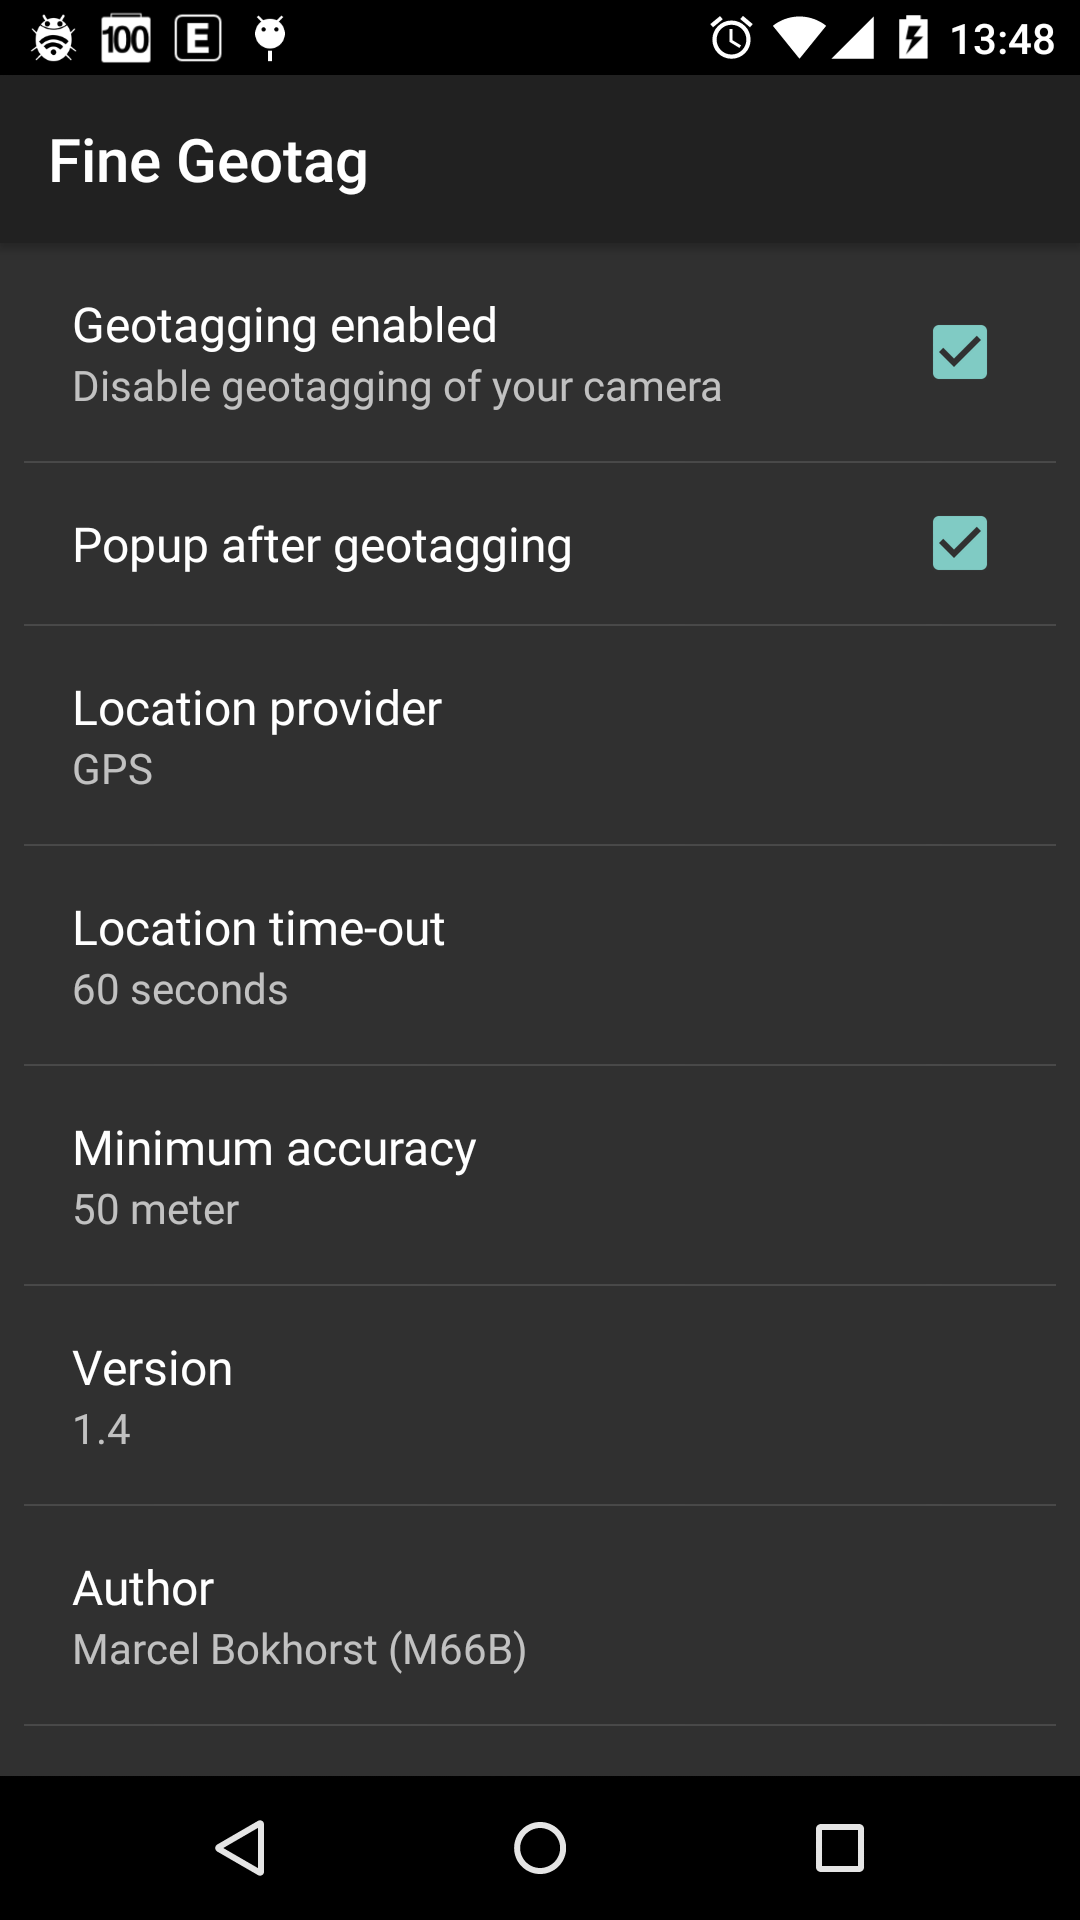 100 E 13:48
Fine Geotag
Geotagging enabled
Disable geotagging of your camera
Popup after geotagging
Location provider
GPS
Location time-out
60 seconds
Minimum accuracy
50 meter
Version
1.4
Author
Marcel Bokhorst (M66B)